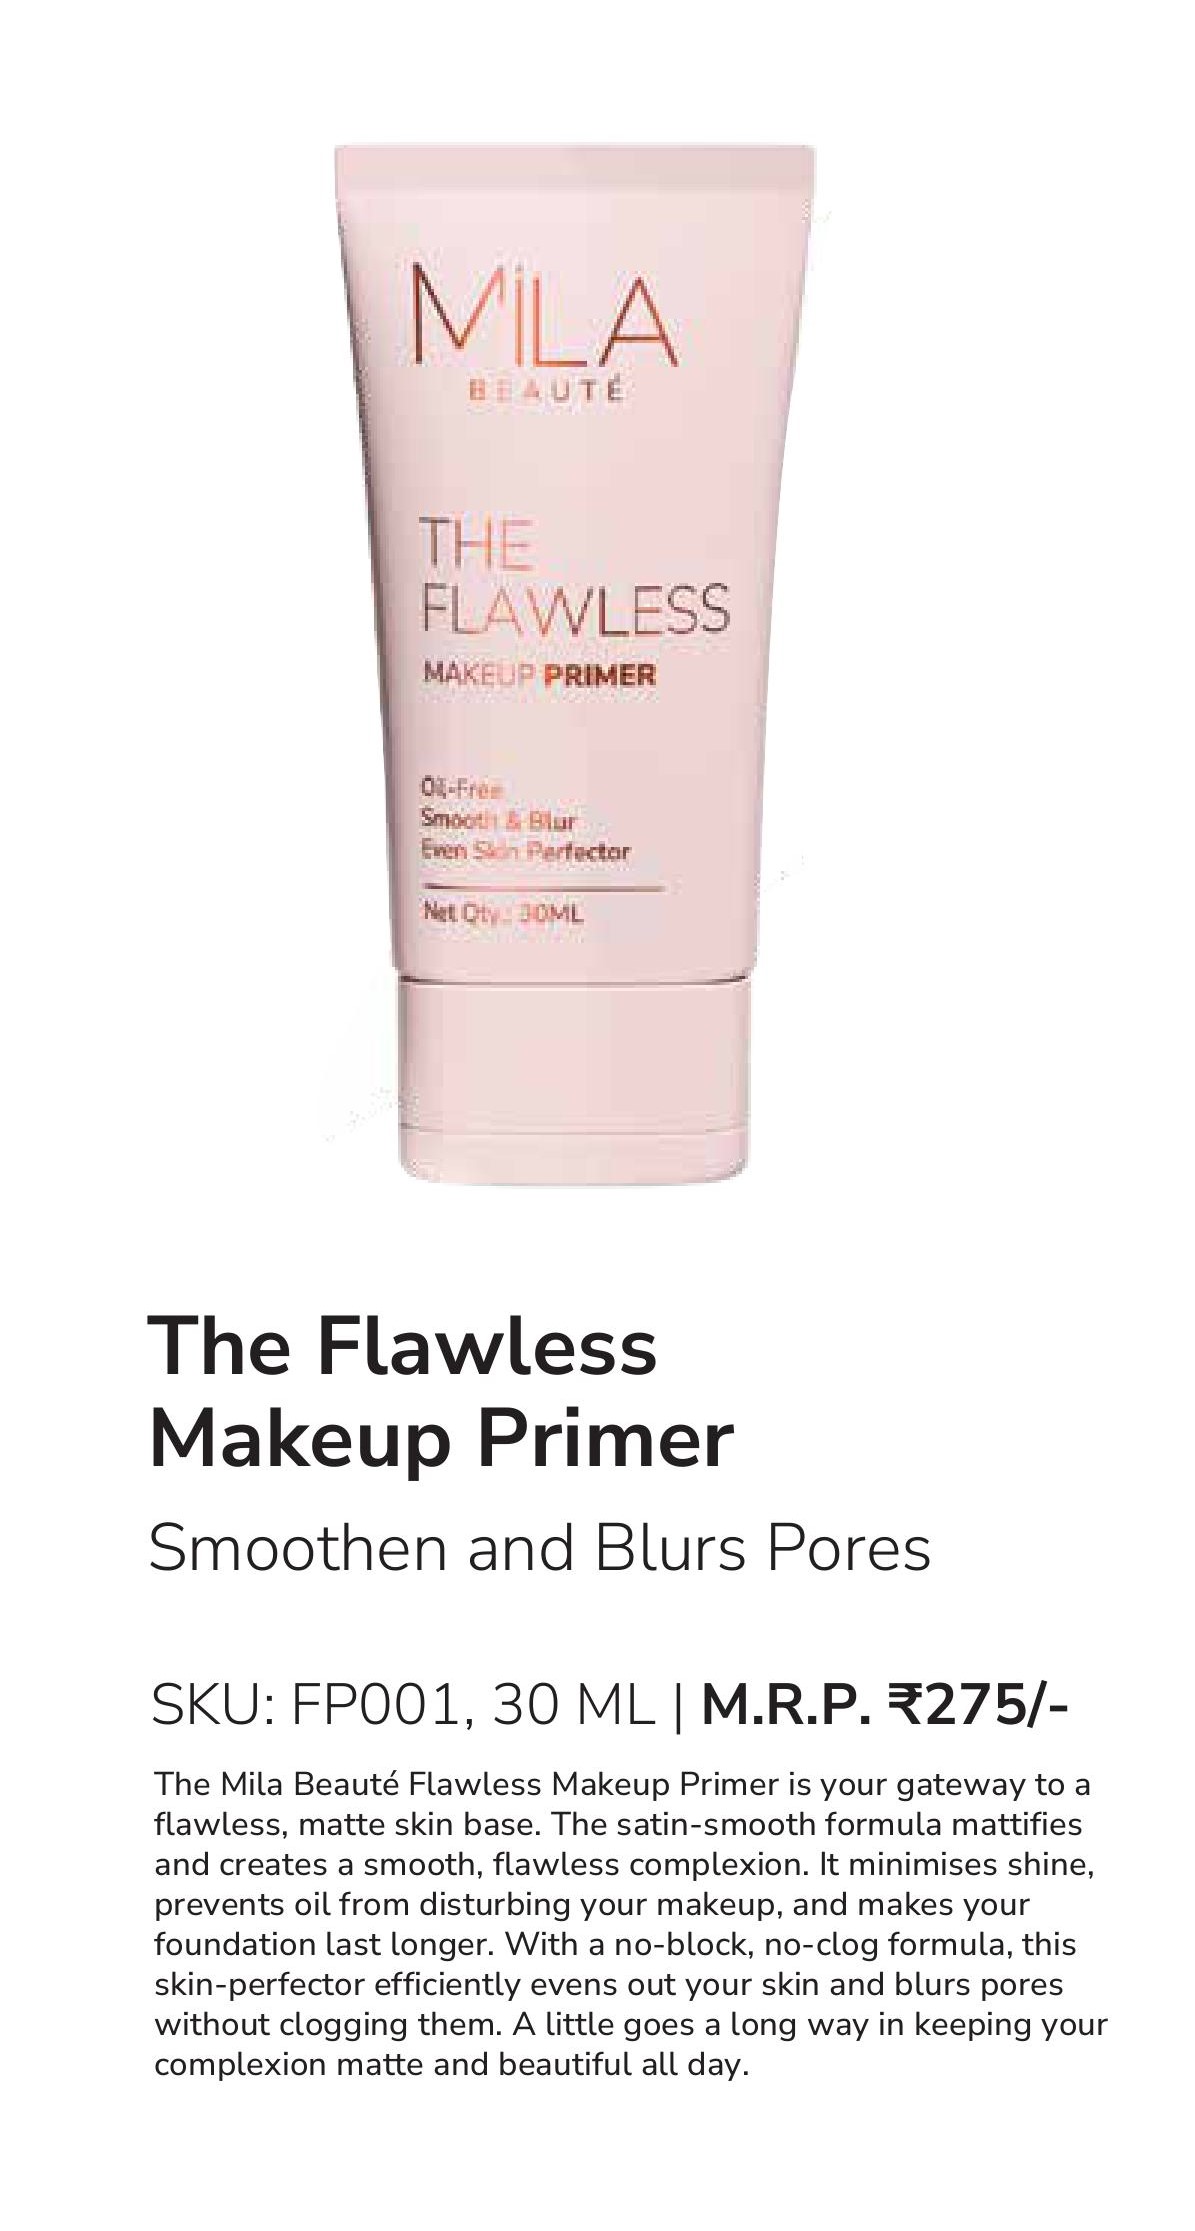 MiLA
BEAUTÉ
THE
FLAWLESS
MAKEUP PRIMER
Oil-Free
Smooth & Blur
Even Skin Perfector
Net Qty.: 30ML
The Flawless
Makeup Primer
Smoothen and Blurs Pores
SKU: FP001, 30 ML | M.R.P. ₹275/-
The Mila Beauté Flawless Makeup Primer is your gateway to a
flawless, matte skin base. The satin-smooth formula mattifies
and creates a smooth, flawless complexion. It minimises shine,
prevents oil from disturbing your makeup, and makes your
foundation last longer. With a no-block, no-clog formula, this
skin-perfector efficiently evens out your skin and blurs pores
without clogging them. A little goes a long way in keeping your
complexion matte and beautiful all day.